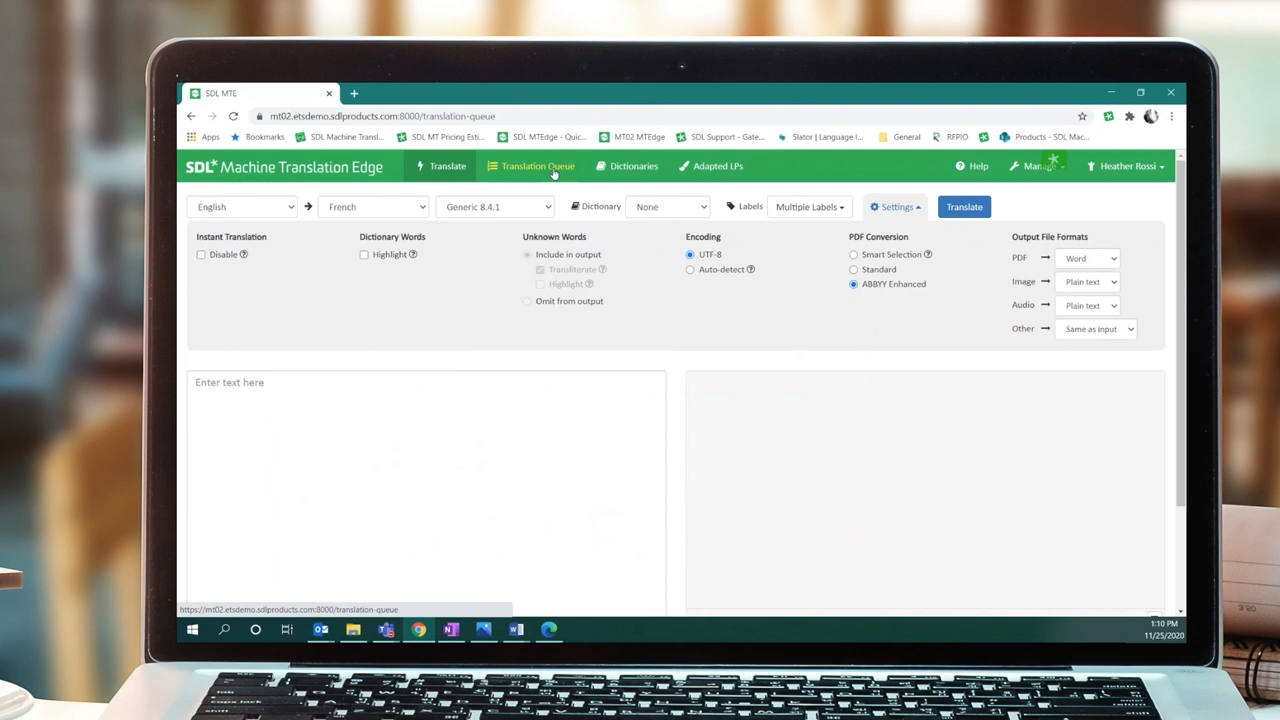 SDL MTE
mt02.etsdemo.sdlproducts.com:8000/translation-queue
Apps Bookmarks SDL Machine Transl... SDL MT Pricing Esti... SDL MTEdge - Quic... MT02 MTEdge SDL Support - Gate... Slator | Language I... General RFPIO Products - SDL Mac...
SDL* Machine Translation Edge Translate Translation Queue Dictionaries Adapted LPs Help Heather Rossi
English French Generic 8.4.1 Dictionary None Labels Multiple Labels Settings Translate
Instant Translation Dictionary Words Unknown Words Encoding PDF Conversion Output File Formats
Disable Highlight Include in output UTF-8 Smart Selection PDF Word
Transliterate Auto-detect Standard
Highlight ABBYY Enhanced Image Plain text
Omit from output Audio Plain text
Other Same as input
Enter text here
https://mt02.etsdemo.sdlproducts.com:8000/translation-queue
1:10 PM
11/25/2020